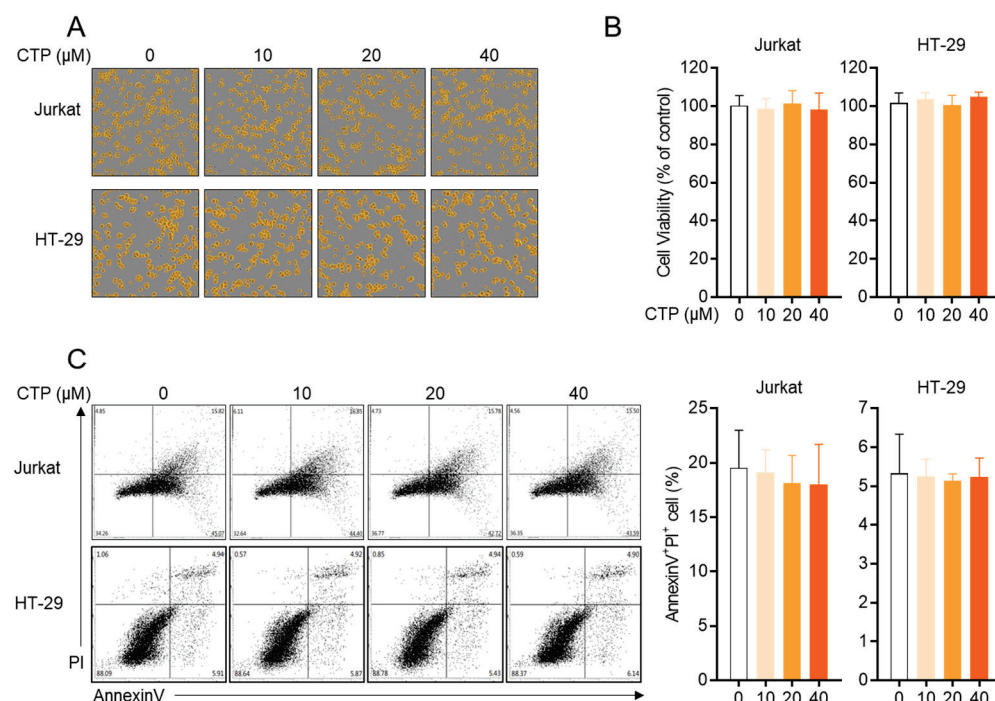 A
CTP (µM)
0
10
20
40
Jurkat
HT-29
B
Jurkat
HT-29
Cell Viability (% of control)
120
100
80
60
40
20
0
120
100
80
60
40
20
0
CTP (µM)
0 10 20 40
0 10 20 40
C
CTP (µM)
0
10
20
40
Jurkat
4.85 15.82
34.26 45.07
6.11
32.64 44.40
4.73 15.78
36.77 42.72
4.56 15.50
36.35 43.59
HT-29
1.06 4.94
88.09 5.91
0.57 4.92
88.64 5.87
0.85 4.94
88.78 5.43
0.59 4.90
88.37 6.14
PI
AnnexinV
Jurkat
HT-29
AnnexinV⁺PI⁺ cell (%)
25
20
15
10
5
0
7
6
5
4
3
2
1
0
0 10 20 40
0 10 20 40